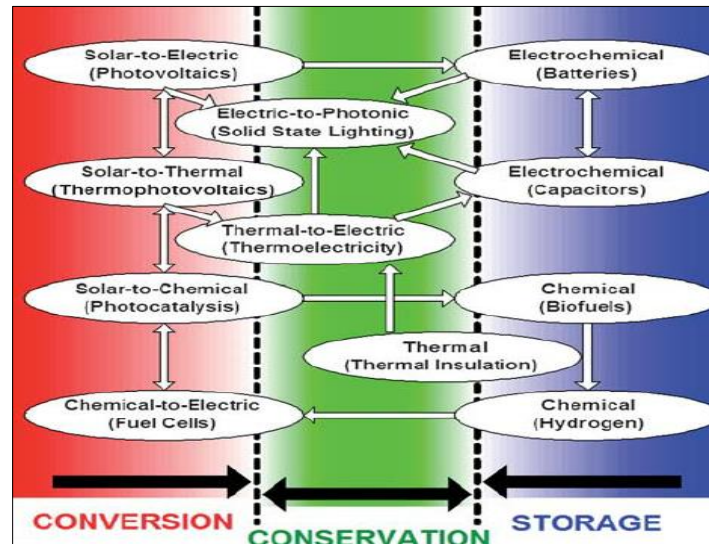 Solar-to-Electric
(Photovoltaics)
Electrochemical
(Batteries)
Electric-to-Photonic
(Solid State Lighting)
Solar-to-Thermal
(Thermophotovoltaics)
Electrochemical
(Capacitors)
Thermal-to-Electric
(Thermoelectricity)
Solar-to-Chemical
(Photocatalysis)
Chemical
(Biofuels)
Thermal
(Thermal Insulation)
Chemical-to-Electric
(Fuel Cells)
Chemical
(Hydrogen)
CONVERSION
CONSERVATION
STORAGE